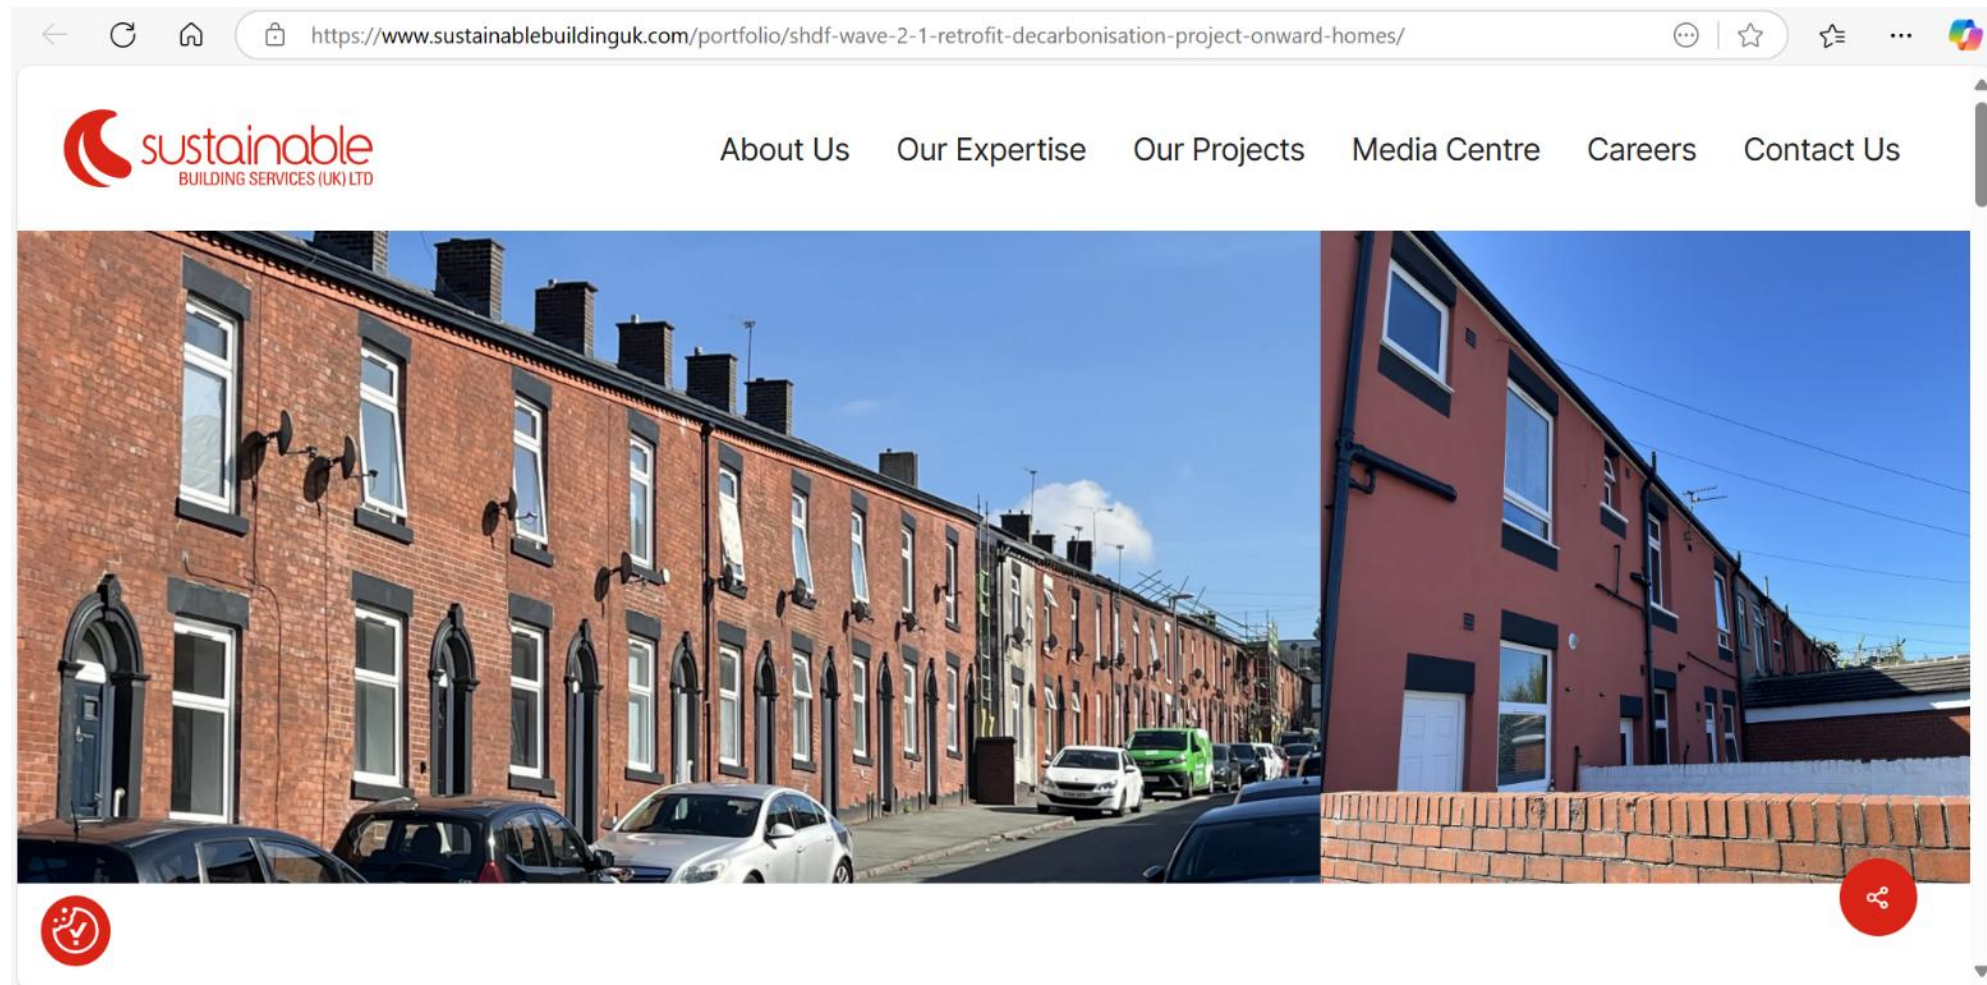 https://www.sustainablebuildinguk.com/portfolio/shdf-wave-2-1-retrofit-decarbonisation-project-onward-homes/
sustainable
BUILDING SERVICES (UK) LTD
About Us Our Expertise Our Projects Media Centre Careers Contact Us